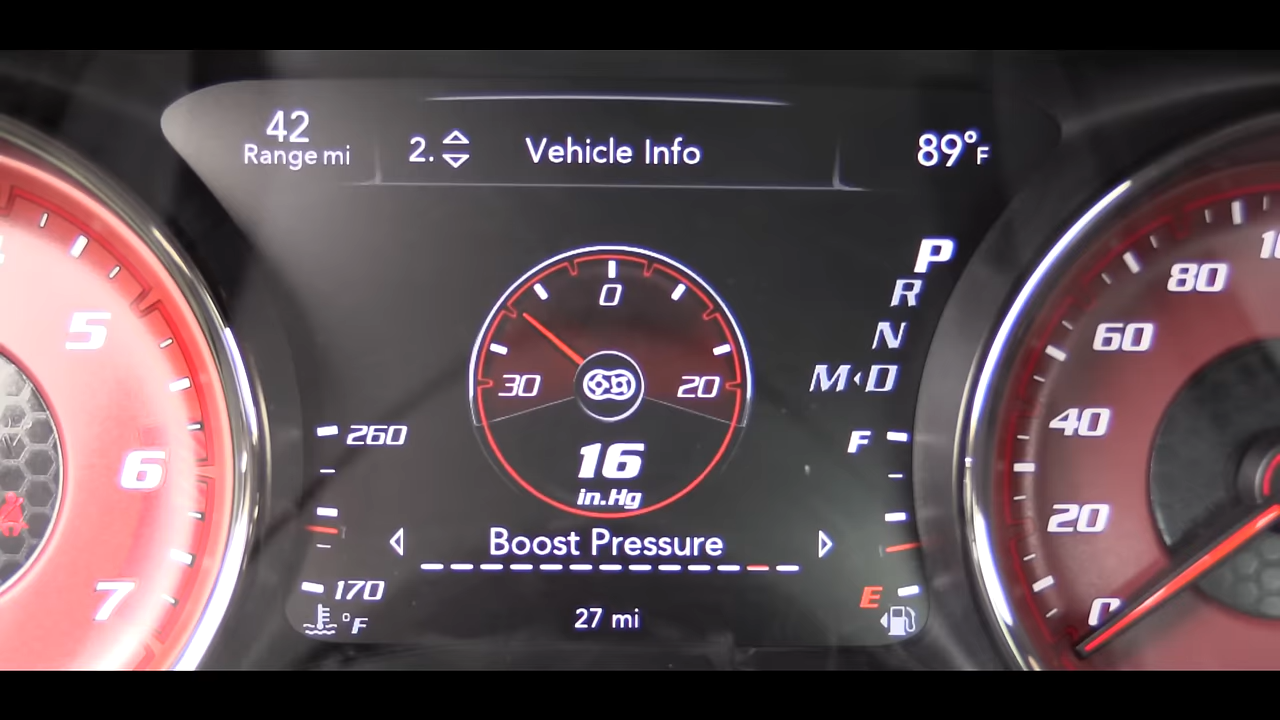 42
Range mi
2.
Vehicle Info
89°F
0
30
20
16
in.Hg
Boost Pressure
27 mi
P
R
N
M D
F
E
260
170
°F
5
6
7
80
60
40
20
0